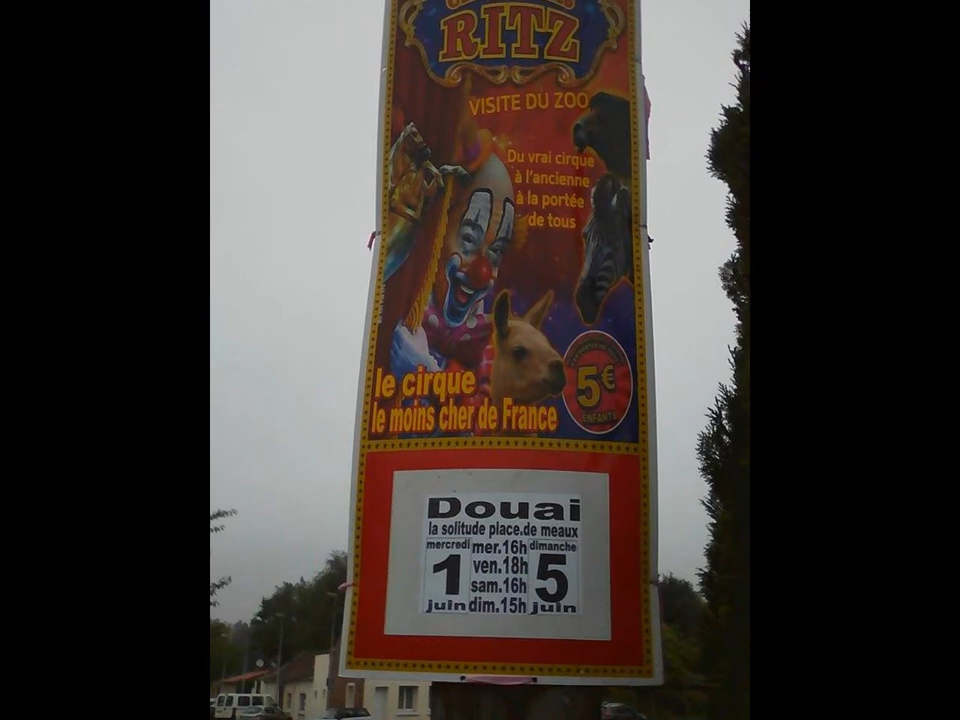 RITZ
VISITE DU ZOO
Du vrai cirque
à l'ancienne
à la portée
de tous
le cirque
le moins cher de France
5€
ENFANTS
Douai
la solitude place.de meaux
mercredi
1
juin
mer.16h
ven.18h
sam.16h
dim.15h
dimanche
5
juin